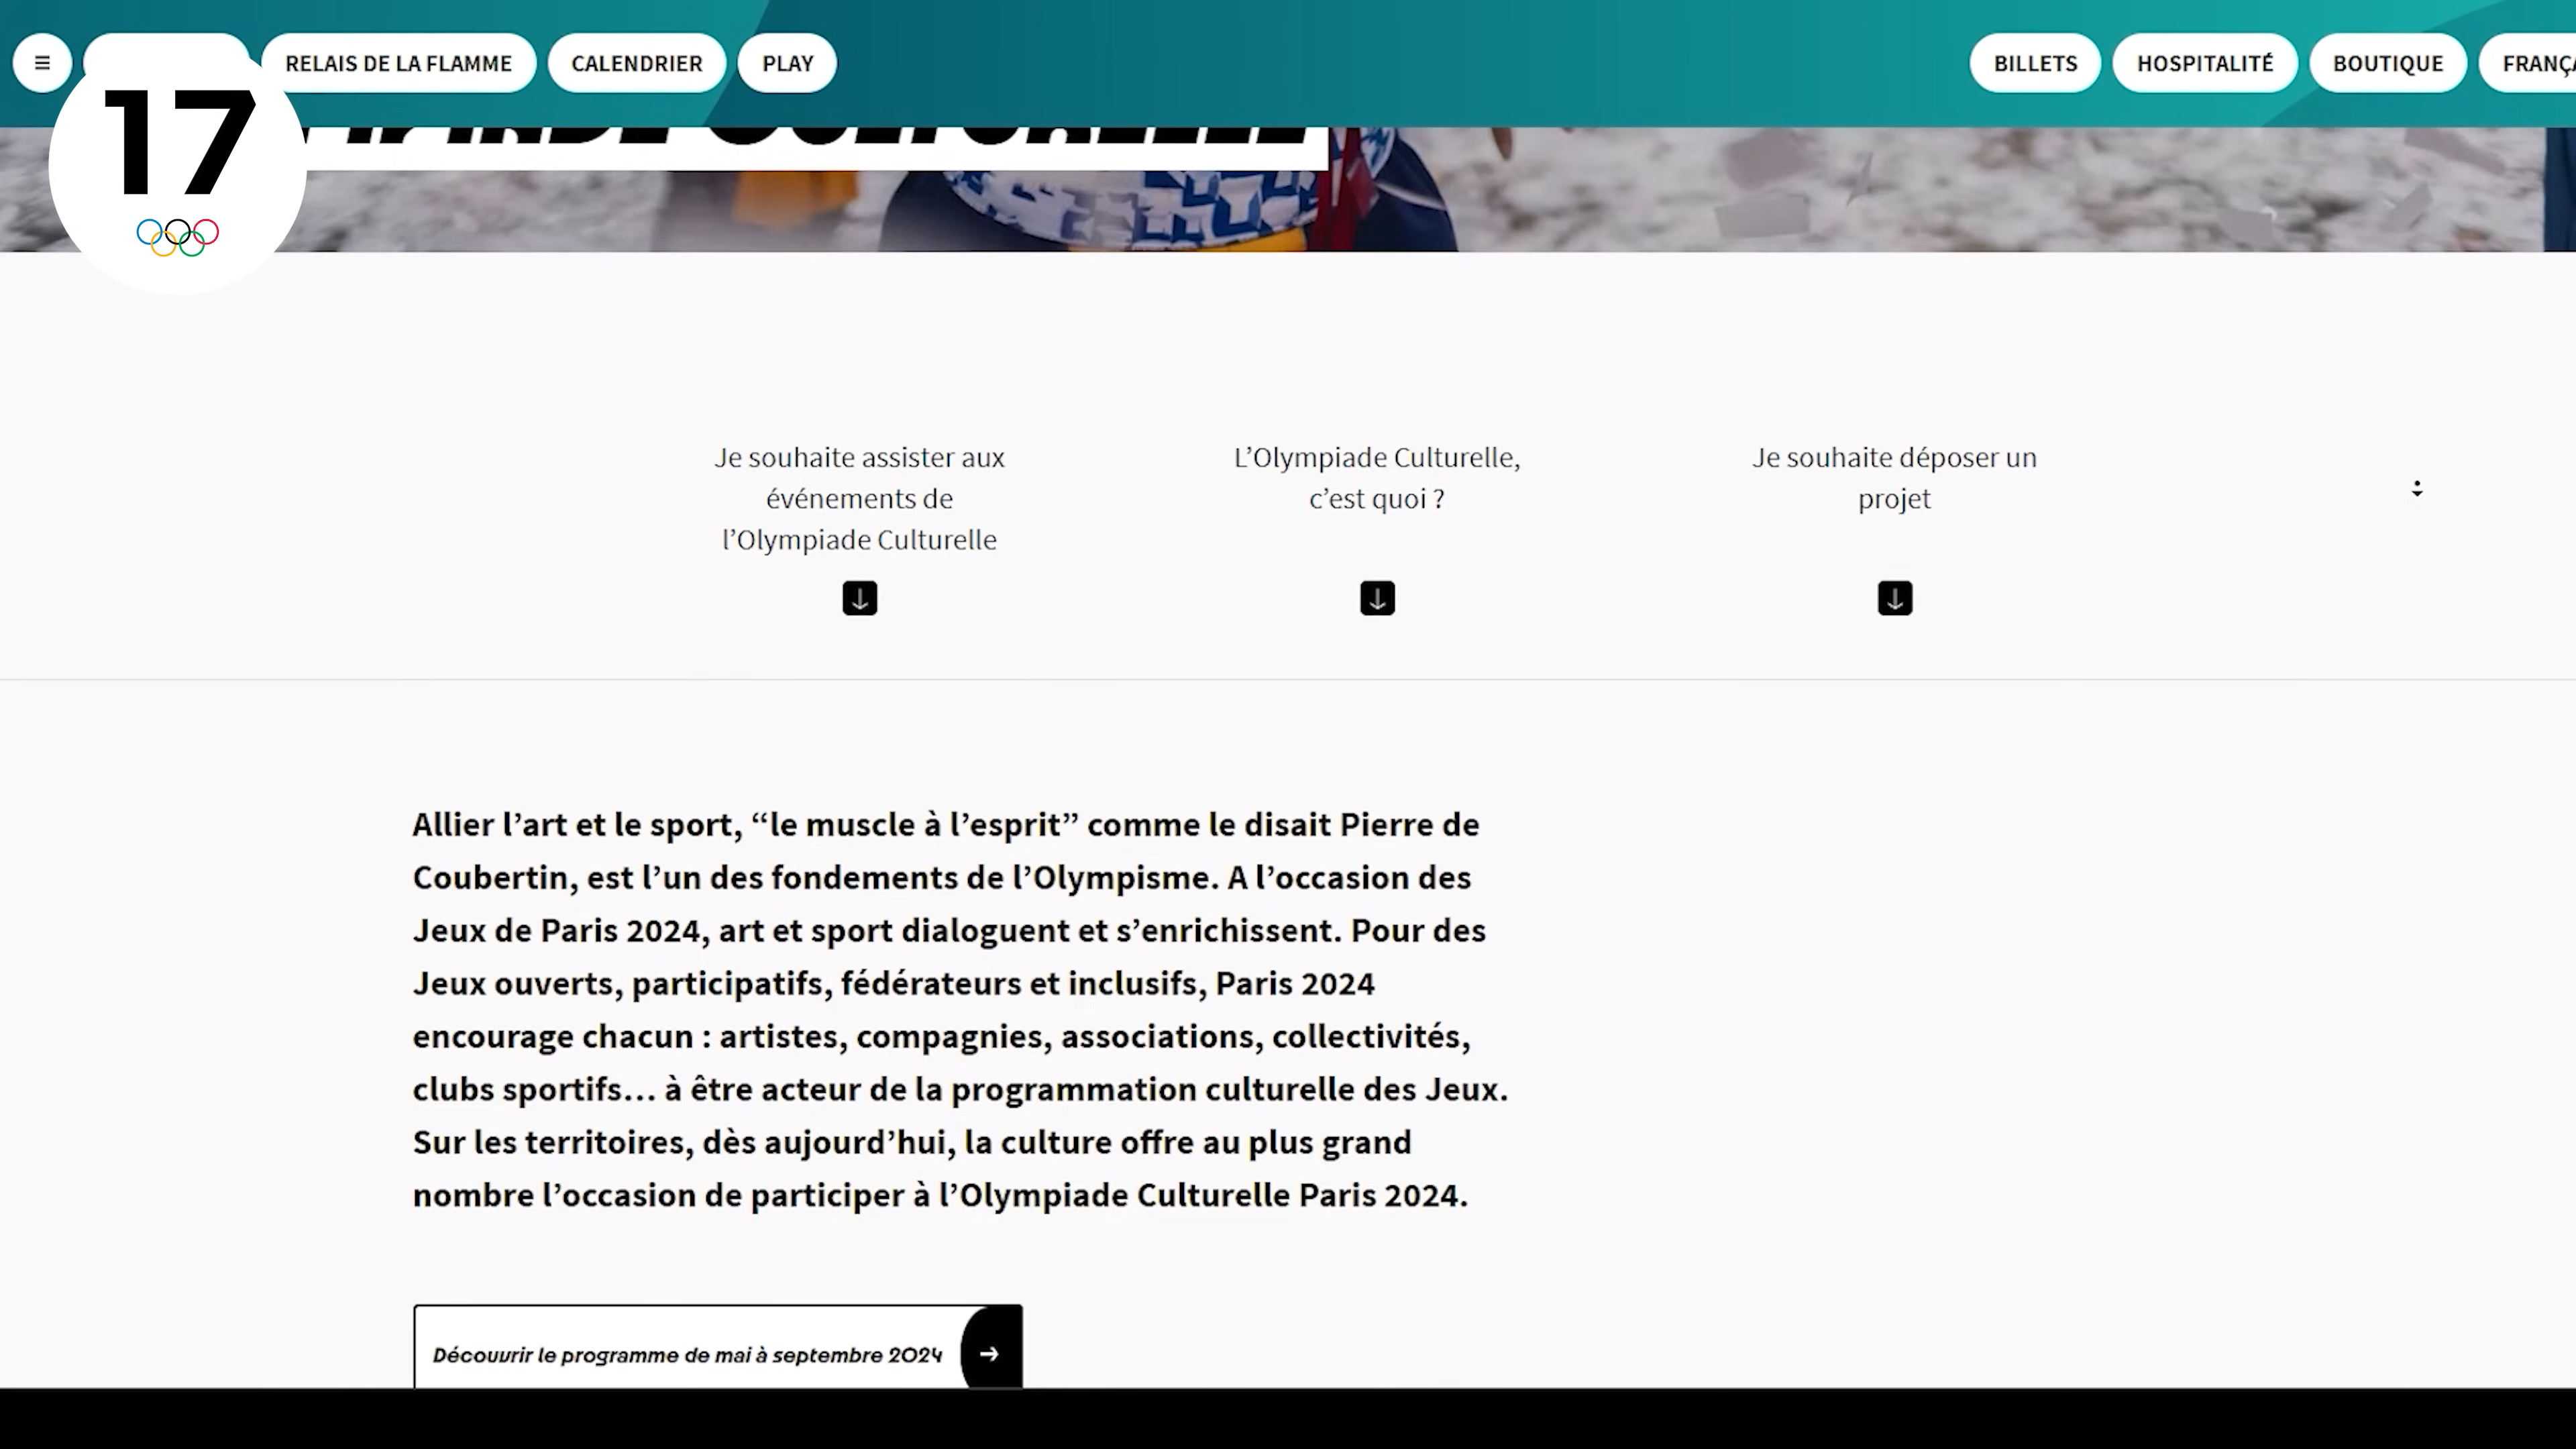 RELAIS DE LA FLAMME
CALENDRIER
PLAY
BILLETS
HOSPITALITÉ
BOUTIQUE
17
CULTURELLE
Je souhaite assister aux
événements de
l’Olympiade Culturelle
L’Olympiade Culturelle,
c’est quoi ?
Je souhaite déposer un
projet
Allier l’art et le sport, “le muscle à l’esprit” comme le disait Pierre de
Coubertin, est l’un des fondements de l’Olympisme. A l’occasion des
Jeux de Paris 2024, art et sport dialoguent et s’enrichissent. Pour des
Jeux ouverts, participatifs, fédérateurs et inclusifs, Paris 2024
encourage chacun : artistes, compagnies, associations, collectivités,
clubs sportifs… à être acteur de la programmation culturelle des Jeux.
Sur les territoires, dès aujourd’hui, la culture offre au plus grand
nombre l’occasion de participer à l’Olympiade Culturelle Paris 2024.
Découvrir le programme de mai à septembre 2024